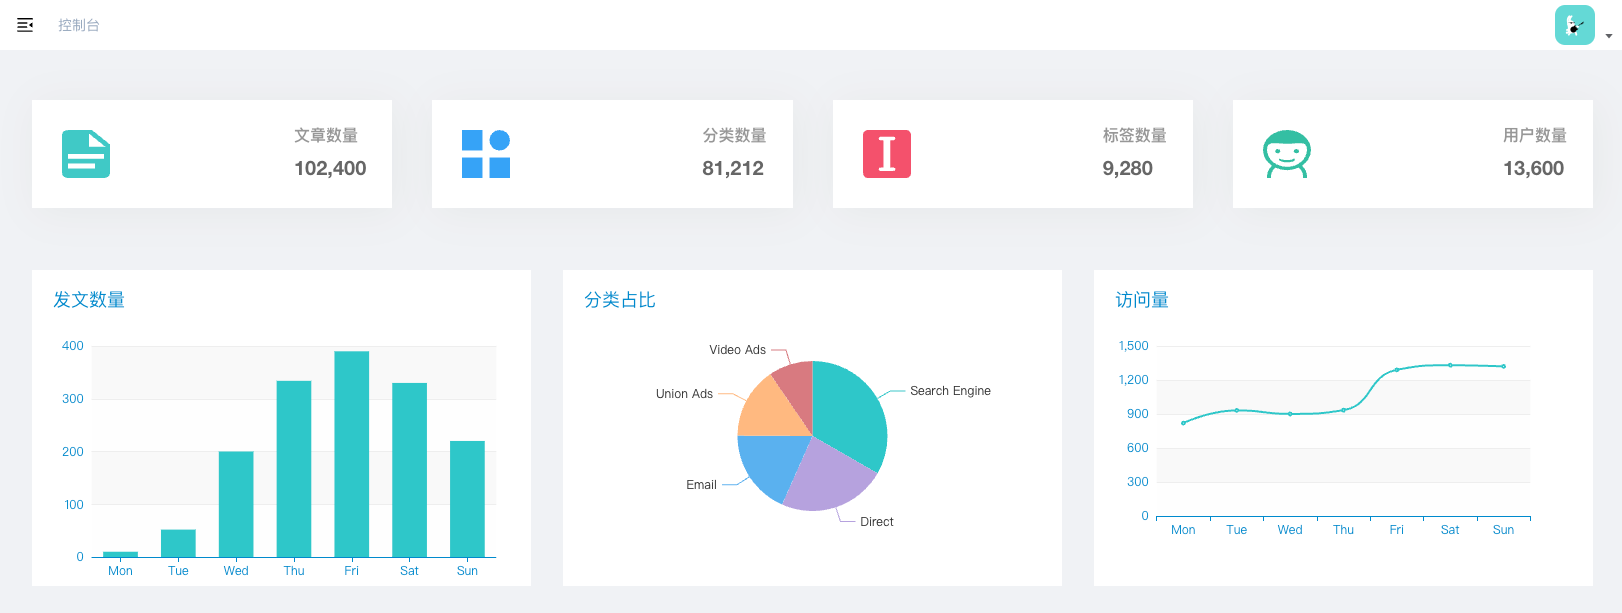 控制台
文章数量
102,400
分类数量
81,212
标签数量
9,280
用户数量
13,600
发文数量
400
300
200
100
0
Mon Tue Wed Thu Fri Sat Sun
分类占比
Video Ads
Union Ads
Search Engine
Email
Direct
访问量
1,500
1,200
900
600
300
0
Mon Tue Wed Thu Fri Sat Sun